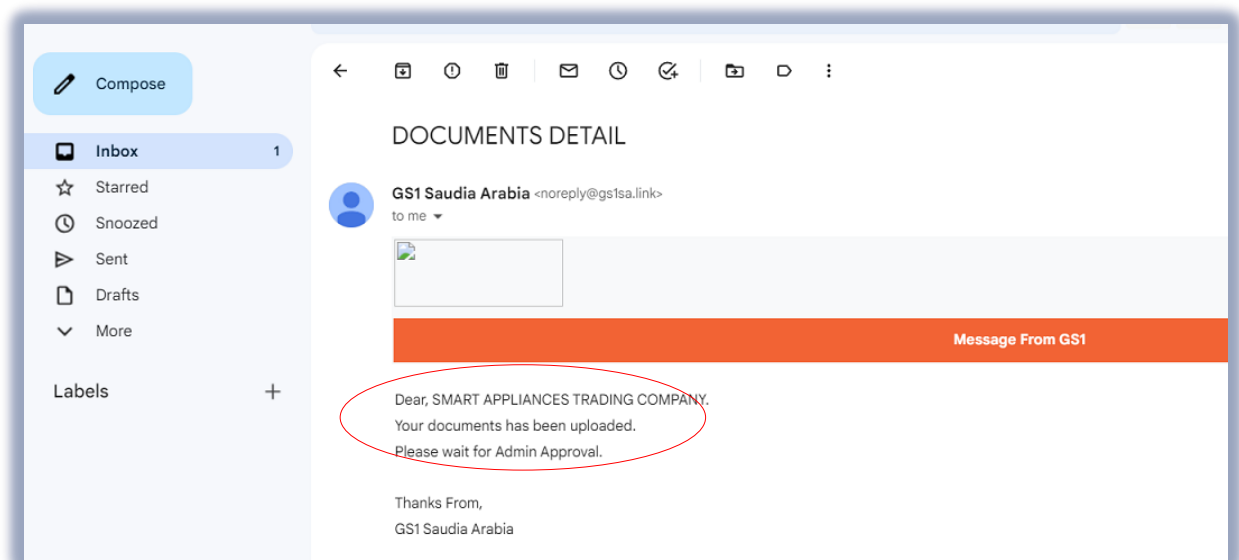 Compose
Inbox 1
Starred
Snoozed
Sent
Drafts
More
Labels
DOCUMENTS DETAIL
GS1 Saudia Arabia <noreply@gs1sa.link>
to me
Message From GS1
Dear, SMART APPLIANCES TRADING COMPANY.
Your documents has been uploaded.
Please wait for Admin Approval.
Thanks From,
GS1 Saudia Arabia